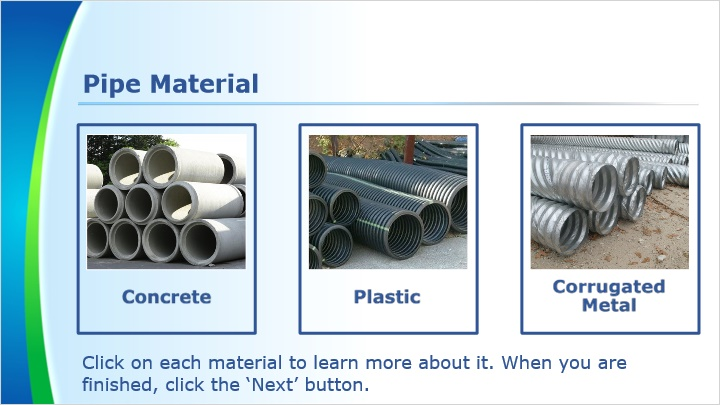 Pipe Material
Concrete
Plastic
Corrugated
Metal
Click on each material to learn more about it. When you are
finished, click the ‘Next’ button.